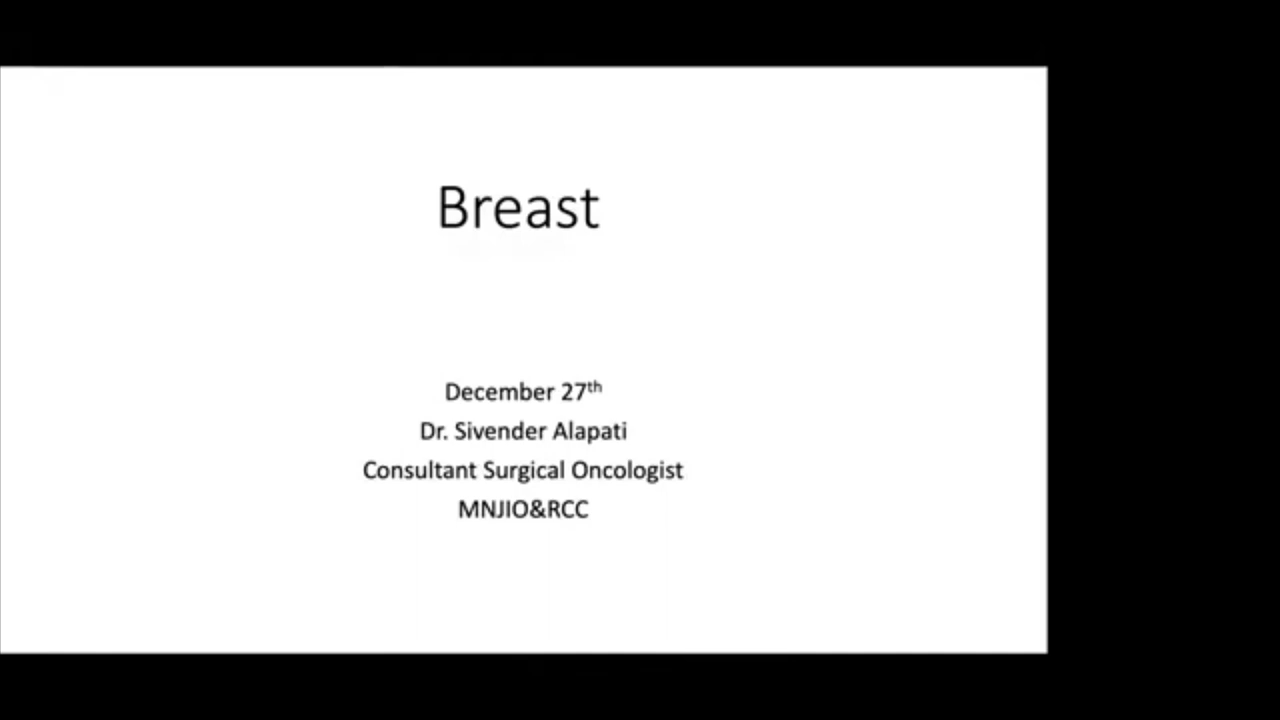 Breast
December 27th
Dr. Sivender Alapati
Consultant Surgical Oncologist
MNJIO&RCC